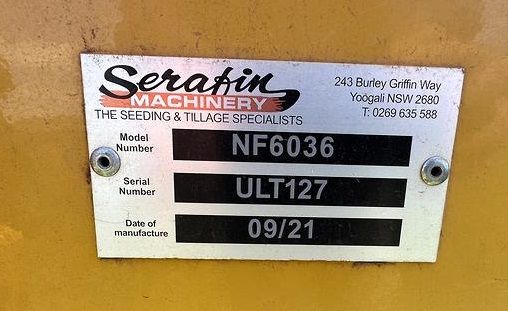 Serafin
MACHINERY
THE SEEDING & TILLAGE SPECIALISTS
243 Burley Griffin Way
Yoogali NSW 2680
T: 0269 635 588
Model Number NF6036
Serial Number ULT127
Date of manufacture 09/21